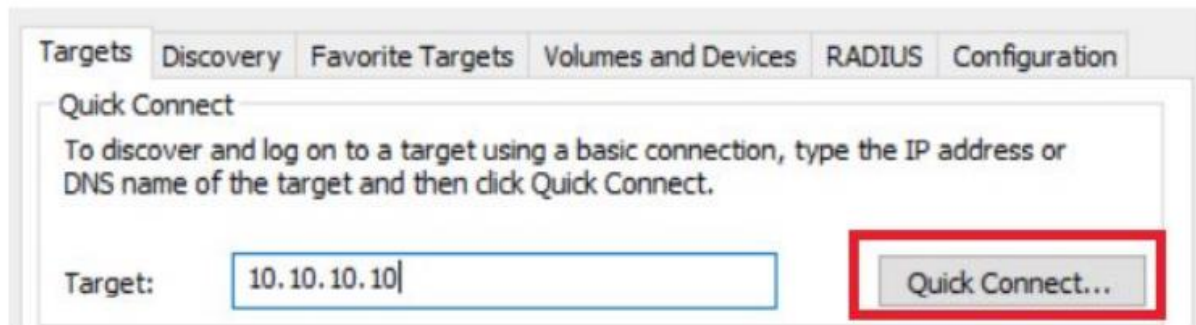 Targets Discovery Favorite Targets Volumes and Devices RADIUS Configuration
Quick Connect
To discover and log on to a target using a basic connection, type the IP address or
DNS name of the target and then click Quick Connect.
Target: 10.10.10.10 Quick Connect...